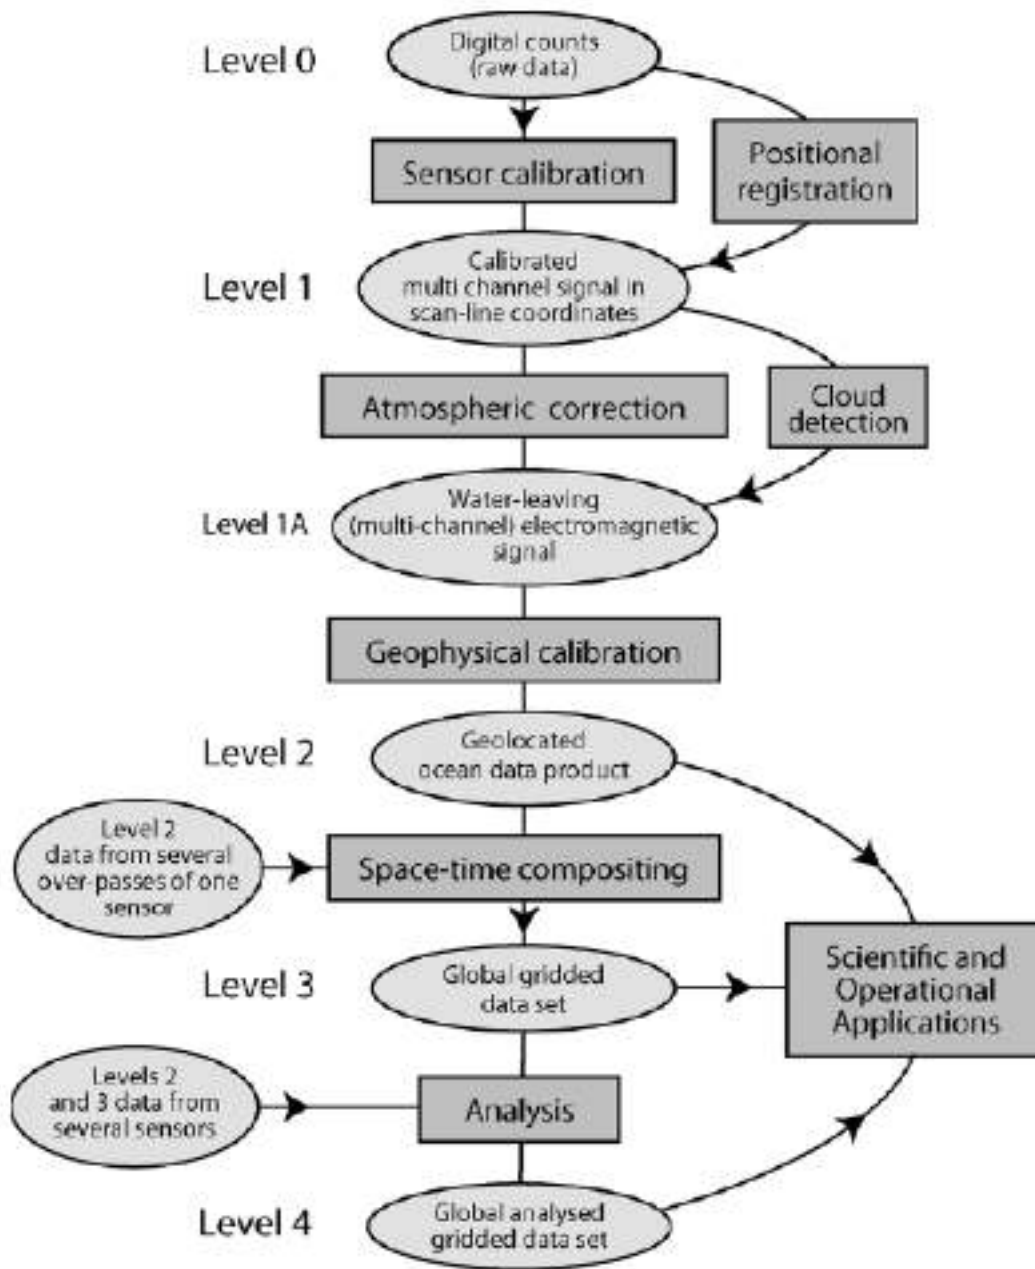 Level 0
Digital counts
(raw data)
Sensor calibration
Positional
registration
Level 1
Calibrated
multi channel signal in
scan-line coordinates
Atmospheric correction
Cloud
detection
Level 1A
Water-leaving
(multi-channel) electromagnetic
signal
Geophysical calibration
Level 2
Geolocated
ocean data product
Level 2
data from several
over-passes of one
sensor
Space-time compositing
Level 3
Global gridded
data set
Scientific and
Operational
Applications
Levels 2
and 3 data from
several sensors
Analysis
Level 4
Global analysed
gridded data set